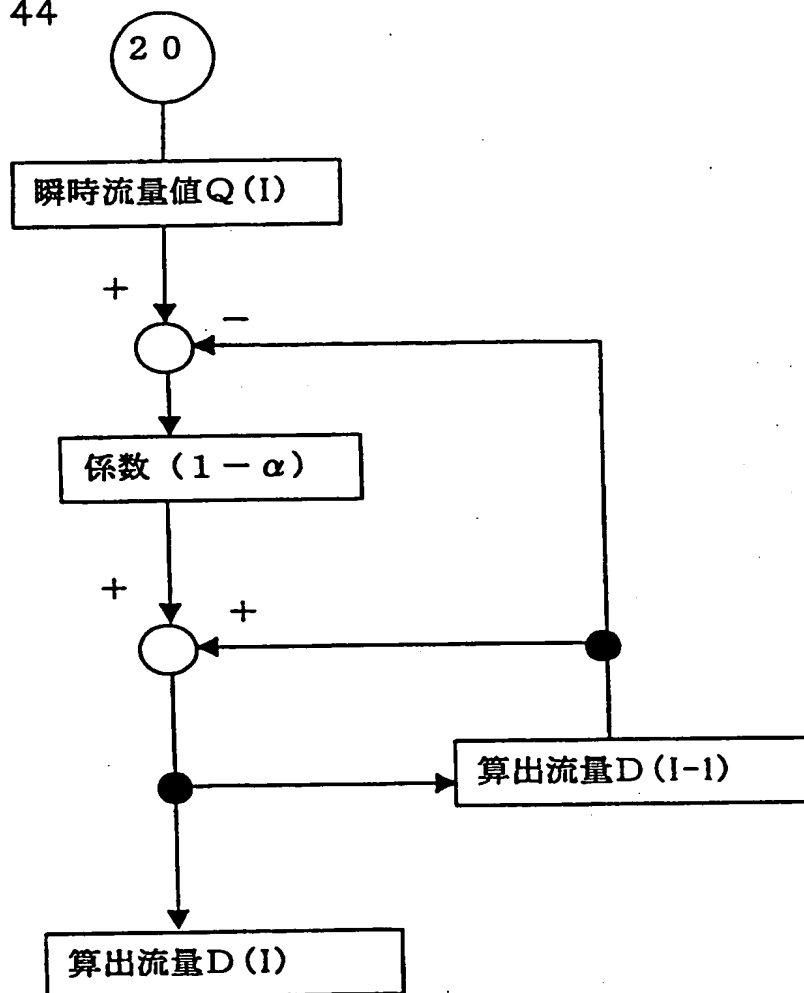 44
20
瞬時流量値Q(I)
+
-
係数(1-α)
+
+
算出流量D(I-1)
算出流量D(I)